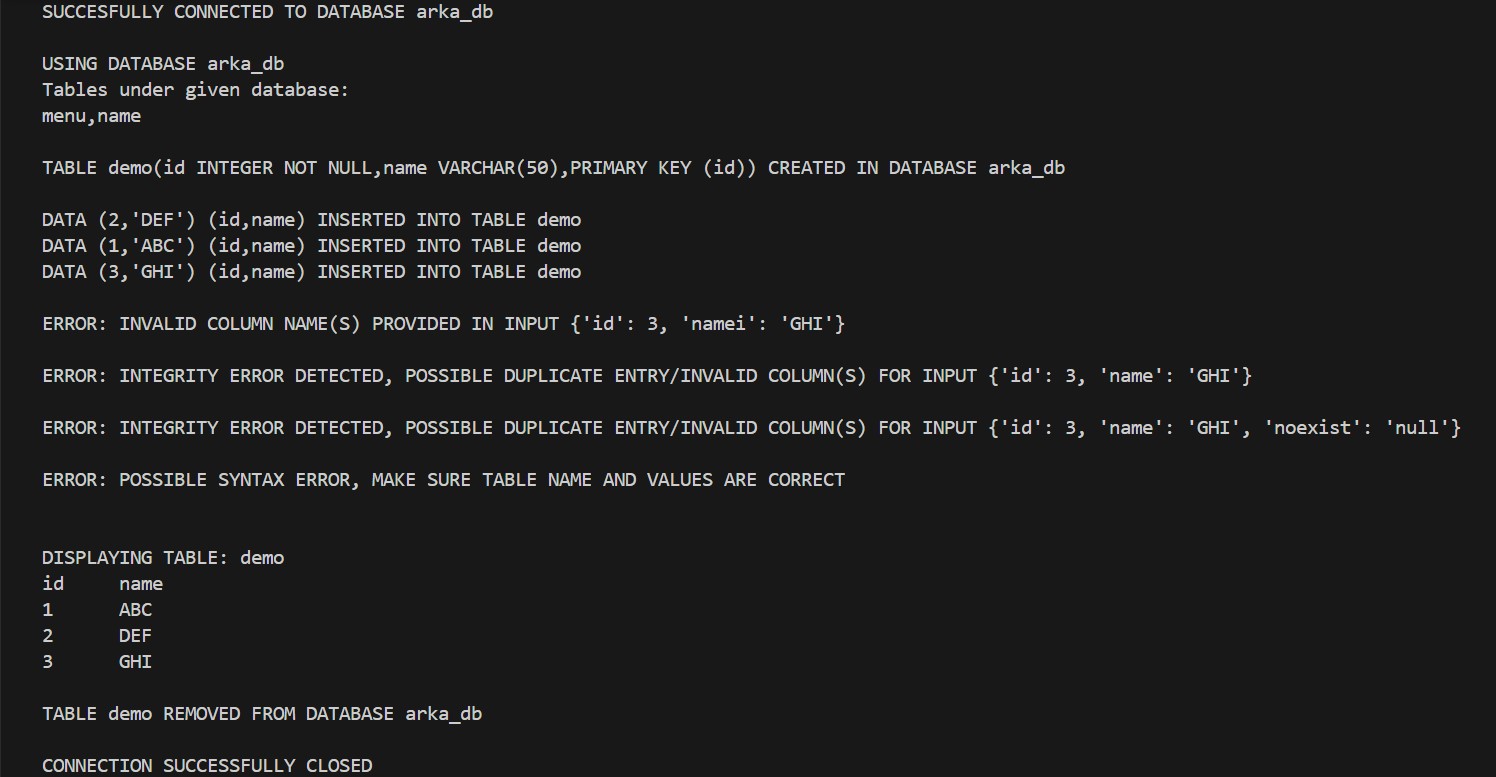 SUCCESFULLY CONNECTED TO DATABASE arka_db
USING DATABASE arka_db
Tables under given database:
menu,name
TABLE demo(id INTEGER NOT NULL,name VARCHAR(50),PRIMARY KEY (id)) CREATED IN DATABASE arka_db
DATA (2,'DEF') (id,name) INSERTED INTO TABLE demo
DATA (1,'ABC') (id,name) INSERTED INTO TABLE demo
DATA (3,'GHI') (id,name) INSERTED INTO TABLE demo
ERROR: INVALID COLUMN NAME(S) PROVIDED IN INPUT {'id': 3, 'namei': 'GHI'}
ERROR: INTEGRITY ERROR DETECTED, POSSIBLE DUPLICATE ENTRY/INVALID COLUMN(S) FOR INPUT {'id': 3, 'name': 'GHI'}
ERROR: INTEGRITY ERROR DETECTED, POSSIBLE DUPLICATE ENTRY/INVALID COLUMN(S) FOR INPUT {'id': 3, 'name': 'GHI', 'noexist': 'null'}
ERROR: POSSIBLE SYNTAX ERROR, MAKE SURE TABLE NAME AND VALUES ARE CORRECT
DISPLAYING TABLE: demo
id name
1 ABC
2 DEF
3 GHI
TABLE demo REMOVED FROM DATABASE arka_db
CONNECTION SUCCESSFULLY CLOSED